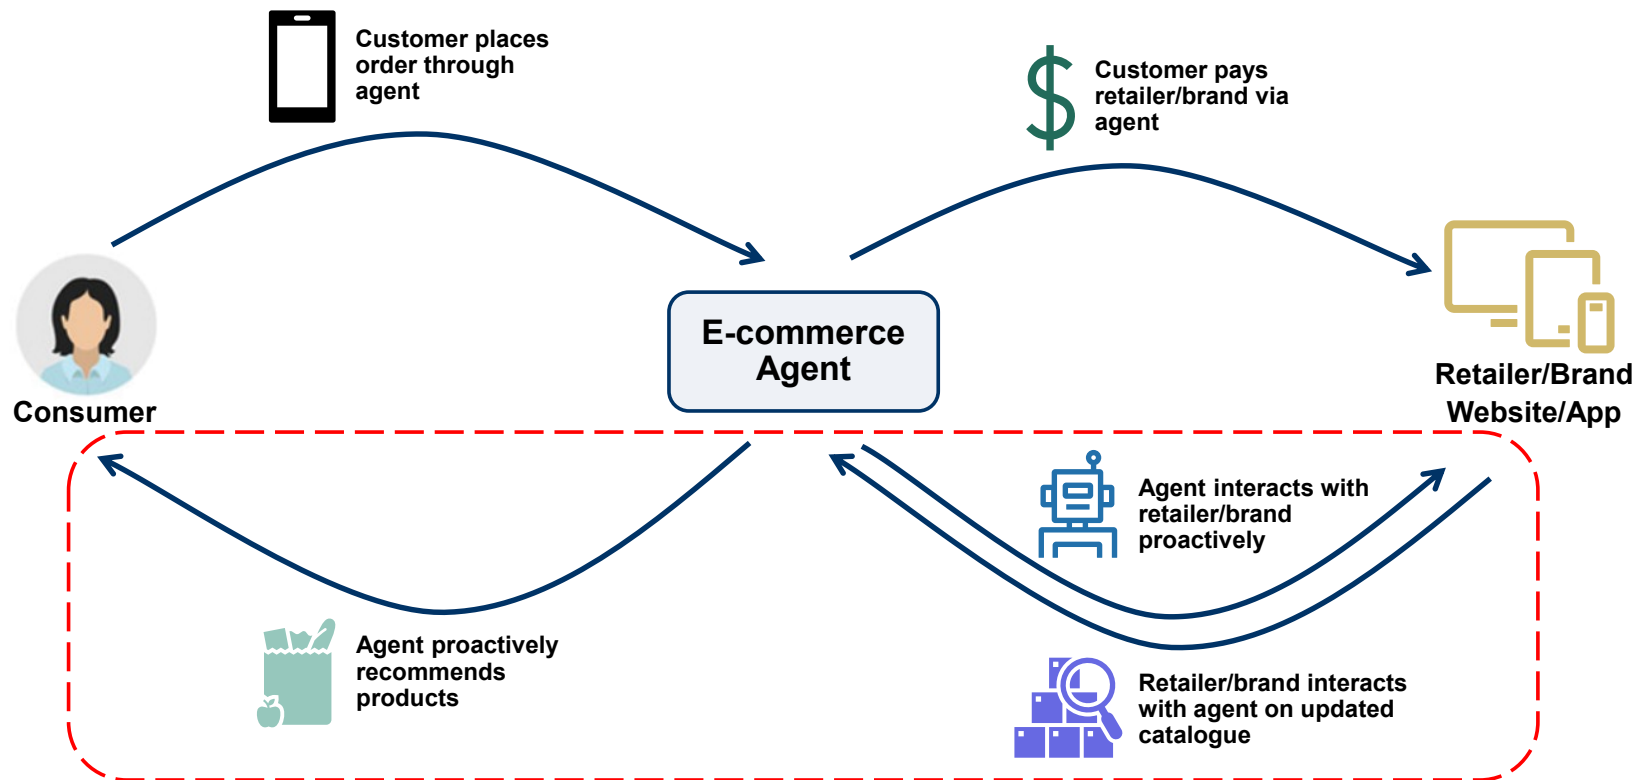 Customer places
order through
agent
Customer pays
retailer/brand via
agent
E-commerce
Agent
Consumer
Retailer/Brand
Website/App
Agent interacts with
retailer/brand
proactively
Agent proactively
recommends
products
Retailer/brand interacts
with agent on updated
catalogue